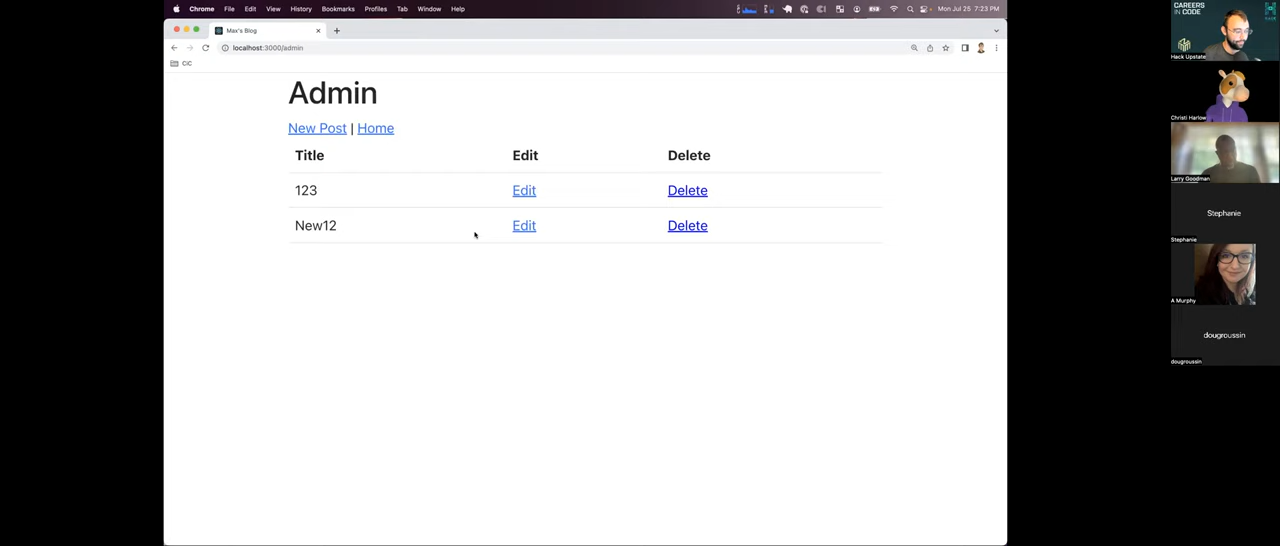 Chrome File Edit View History Bookmarks Profiles Tab Window Help Mon Jul 25 7:23 PM
Max's Blog
localhost:3000/admin
CIC
Admin
New Post | Home
Title Edit Delete
123 Edit Delete
New12 Edit Delete
CAREERS
IN
CODE
Hack Upstate
Christi Harlow
Larry Goodman
Stephanie
Stephanie
A Murphy
dougroussin
dougroussin